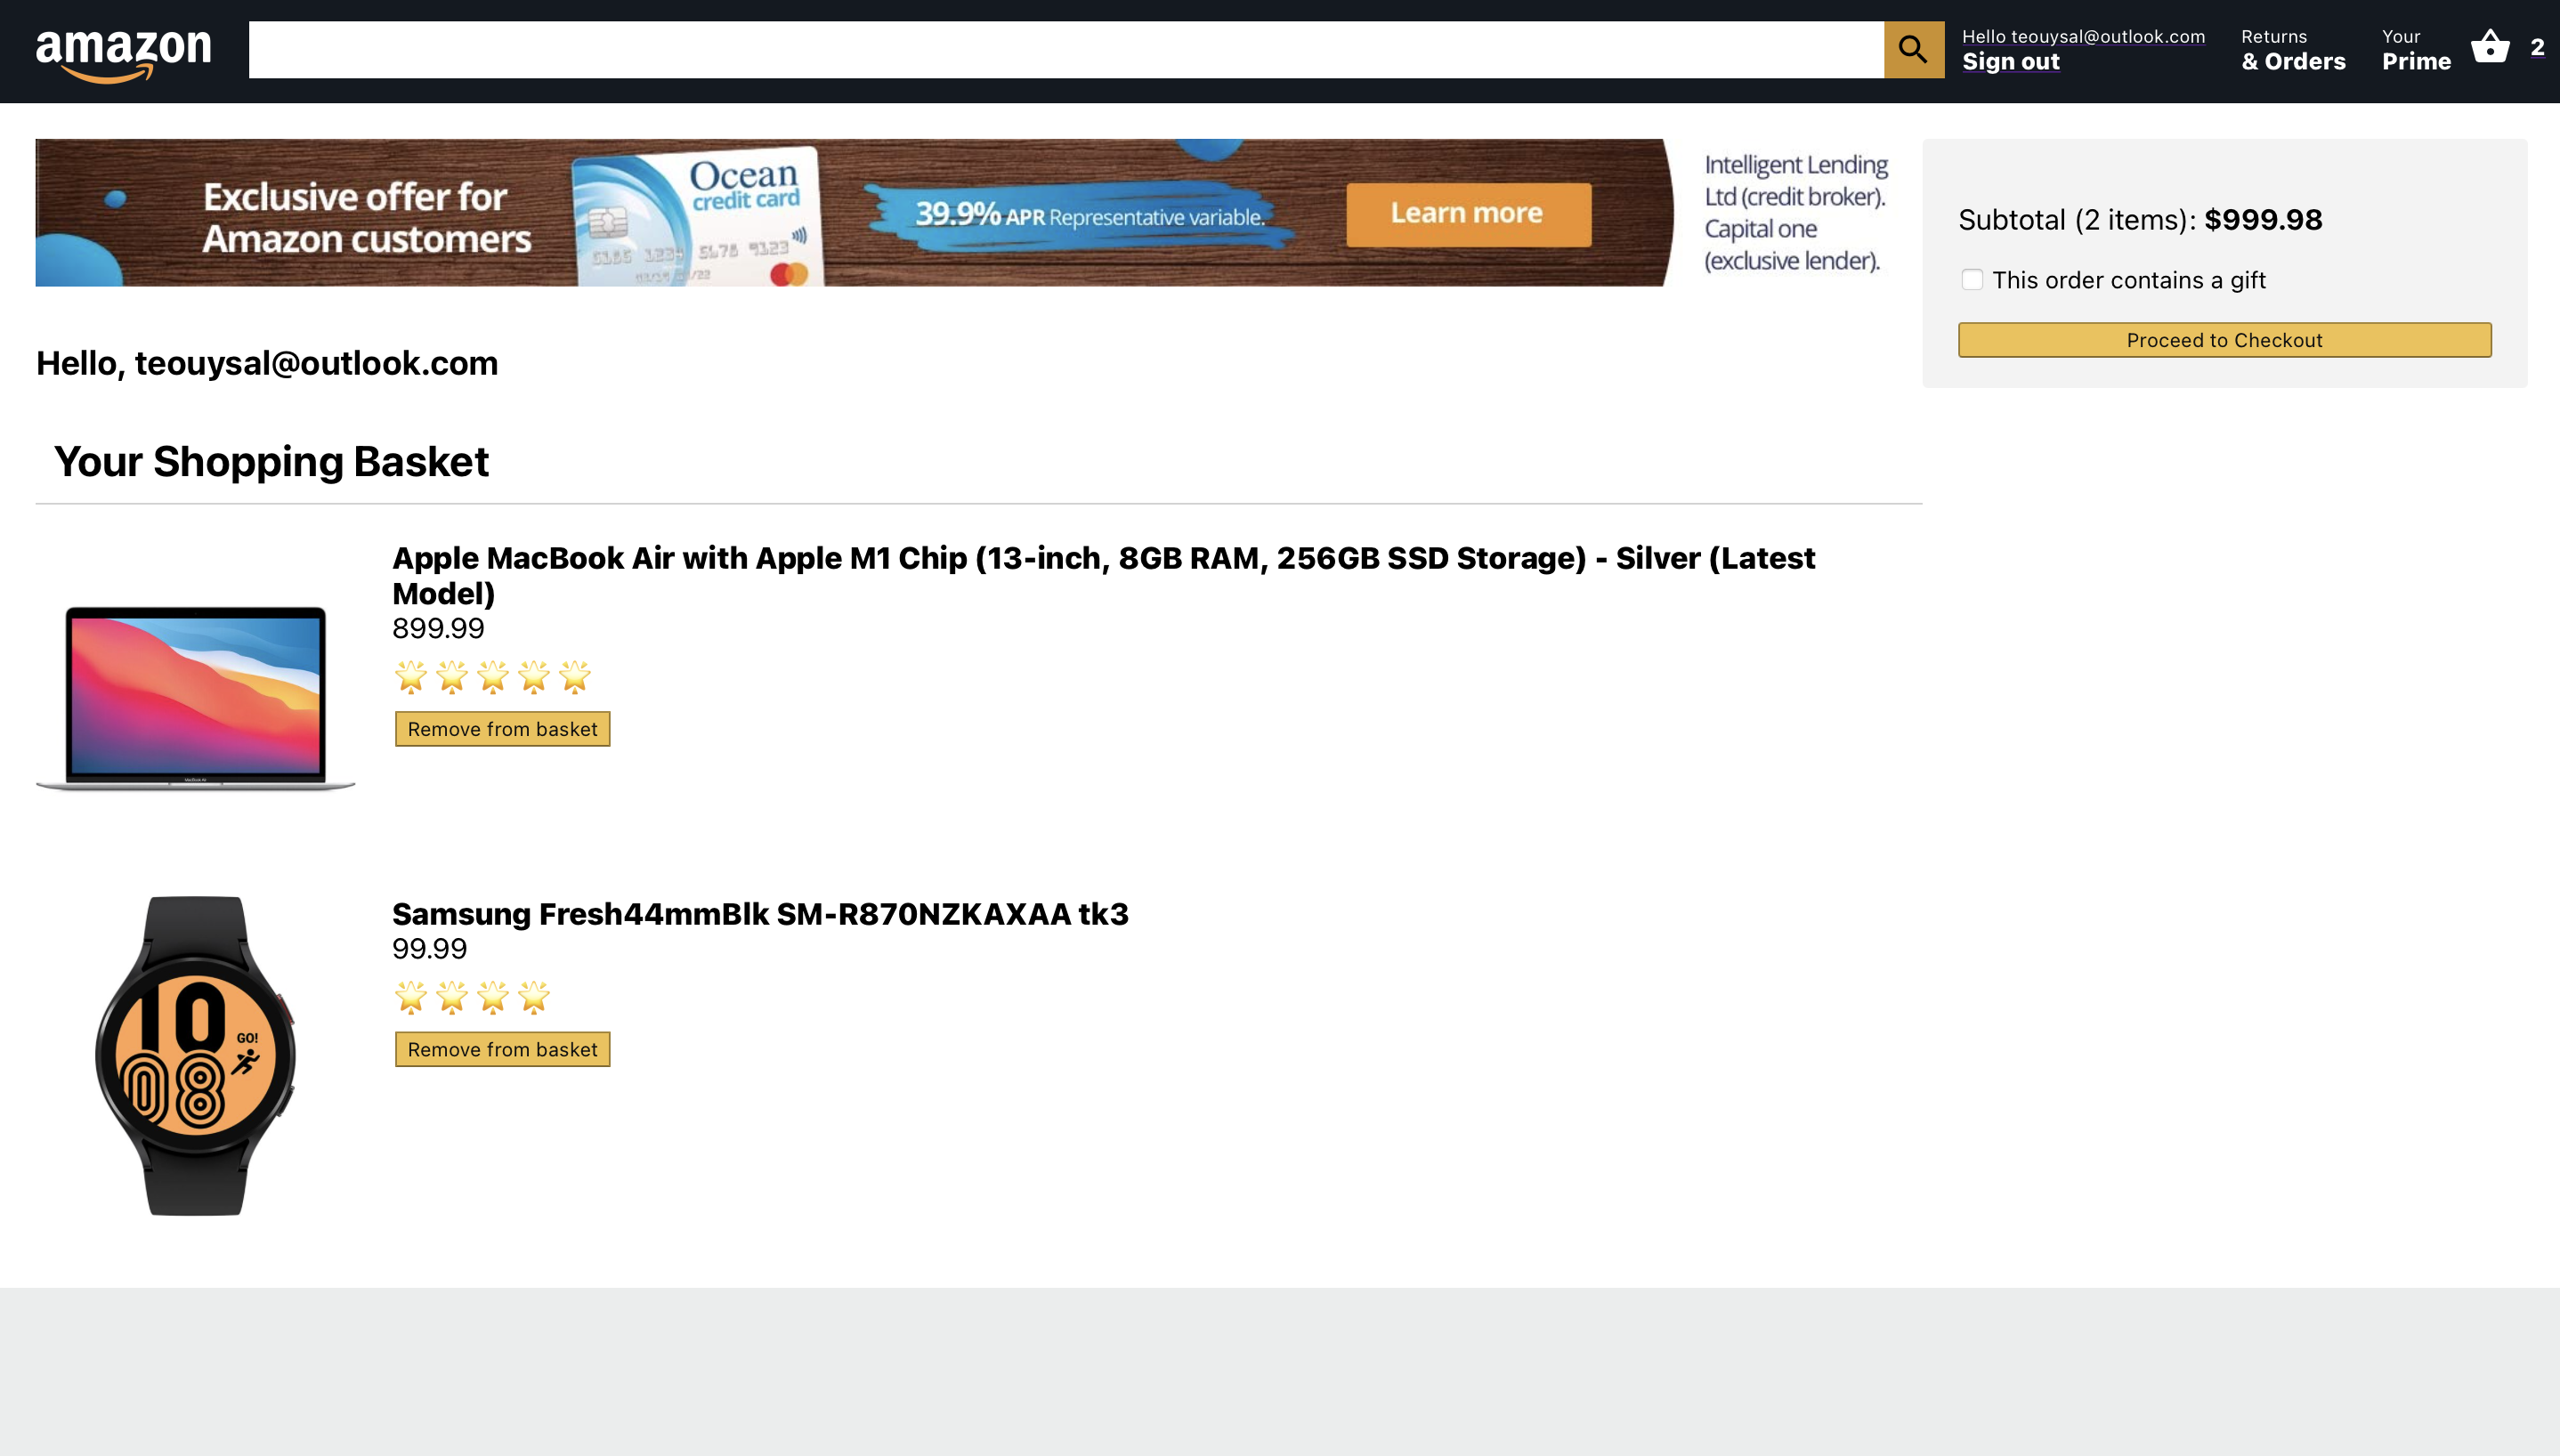 amazon
Hello teouysal@outlook.com
Sign out
Returns
& Orders
Your
Prime
2
Exclusive offer for
Amazon customers
Ocean
credit card
39.9% APR Representative variable.
Learn more
Intelligent Lending
Ltd (credit broker).
Capital one
(exclusive lender).
Subtotal (2 items): $999.98
This order contains a gift
Proceed to Checkout
Hello, teouysal@outlook.com
Your Shopping Basket
Apple MacBook Air with Apple M1 Chip (13-inch, 8GB RAM, 256GB SSD Storage) - Silver (Latest
Model)
899.99
Remove from basket
MacBook Air
Samsung Fresh44mmBlk SM-R870NZKAXAA tk3
99.99
Remove from basket
10
GO!
08